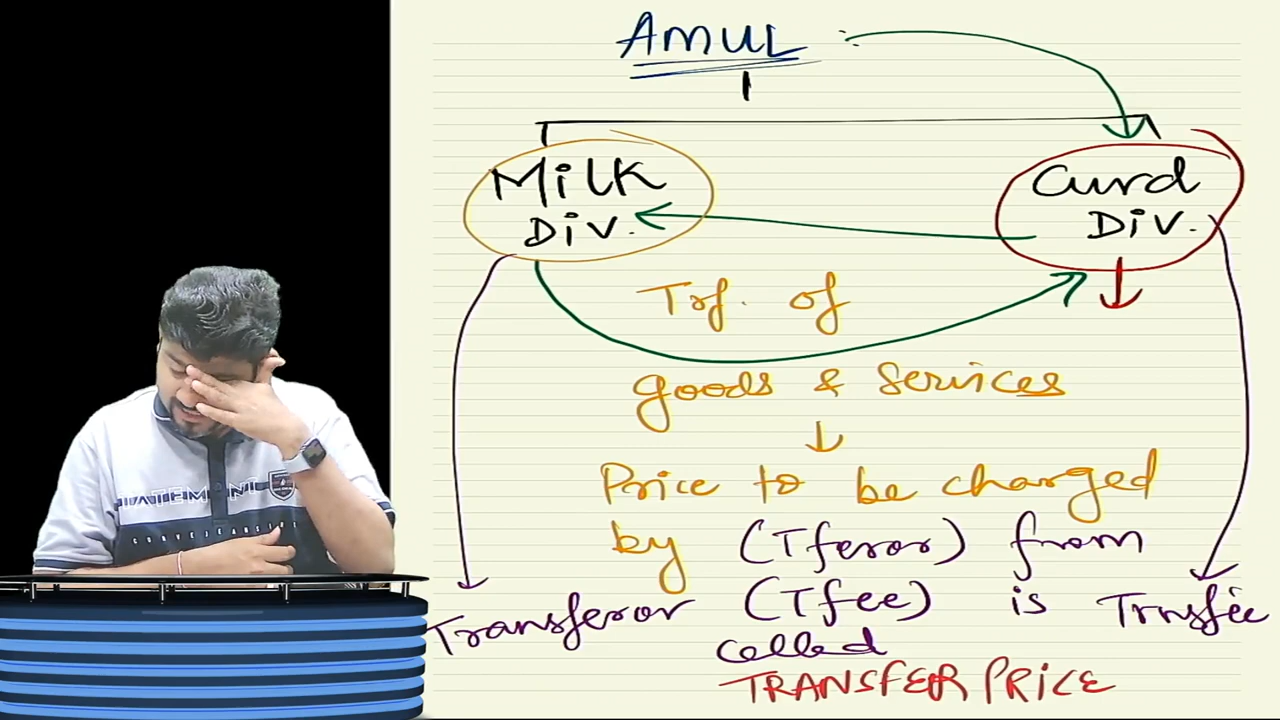 AMUL
Milk Curd
Div. Div.
Trf. of
goods & Services
Price to be charged
by (Tferor) from
Transferor (Tfee) is Trnsfee
called
TRANSFER PRICE